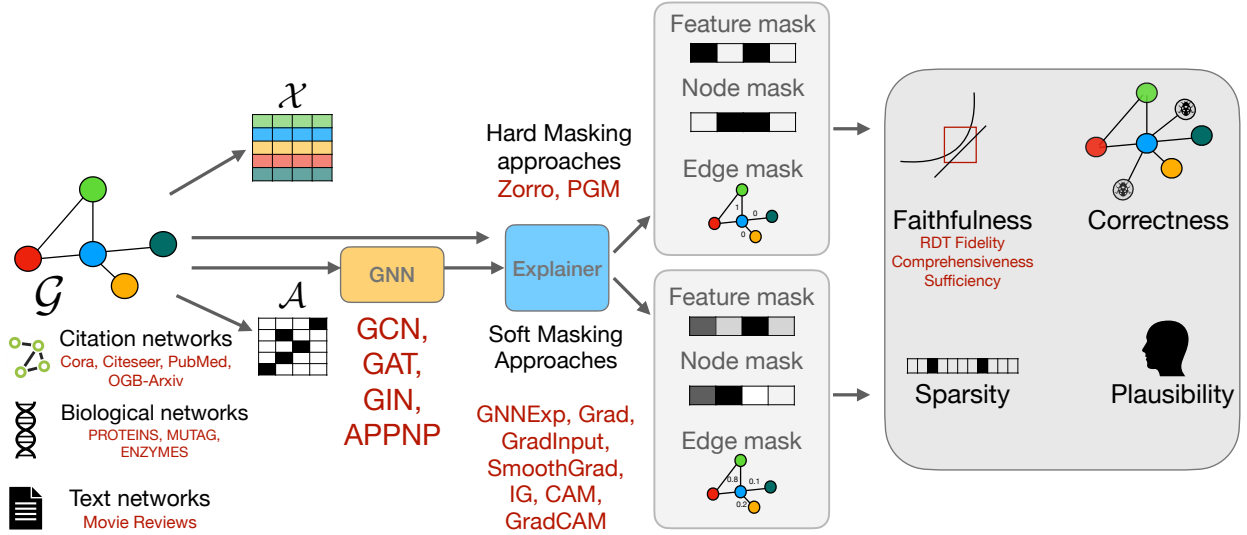 𝒳
𝒢
𝒜
Citation networks
Cora, Citeseer, PubMed,
OGB-Arxiv
Biological networks
PROTEINS, MUTAG,
ENZYMES
Text networks
Movie Reviews
GNN
GCN,
GAT,
GIN,
APPNP
Hard Masking
approaches
Zorro, PGM
Explainer
Soft Masking
Approaches
GNNExp, Grad,
GradInput,
SmoothGrad,
IG, CAM,
GradCAM
Feature mask
Node mask
Edge mask
1
0
0
Feature mask
Node mask
Edge mask
0.8
0.1
0.2
Faithfulness
RDT Fidelity
Comprehensiveness
Sufficiency
Correctness
Sparsity
Plausibility